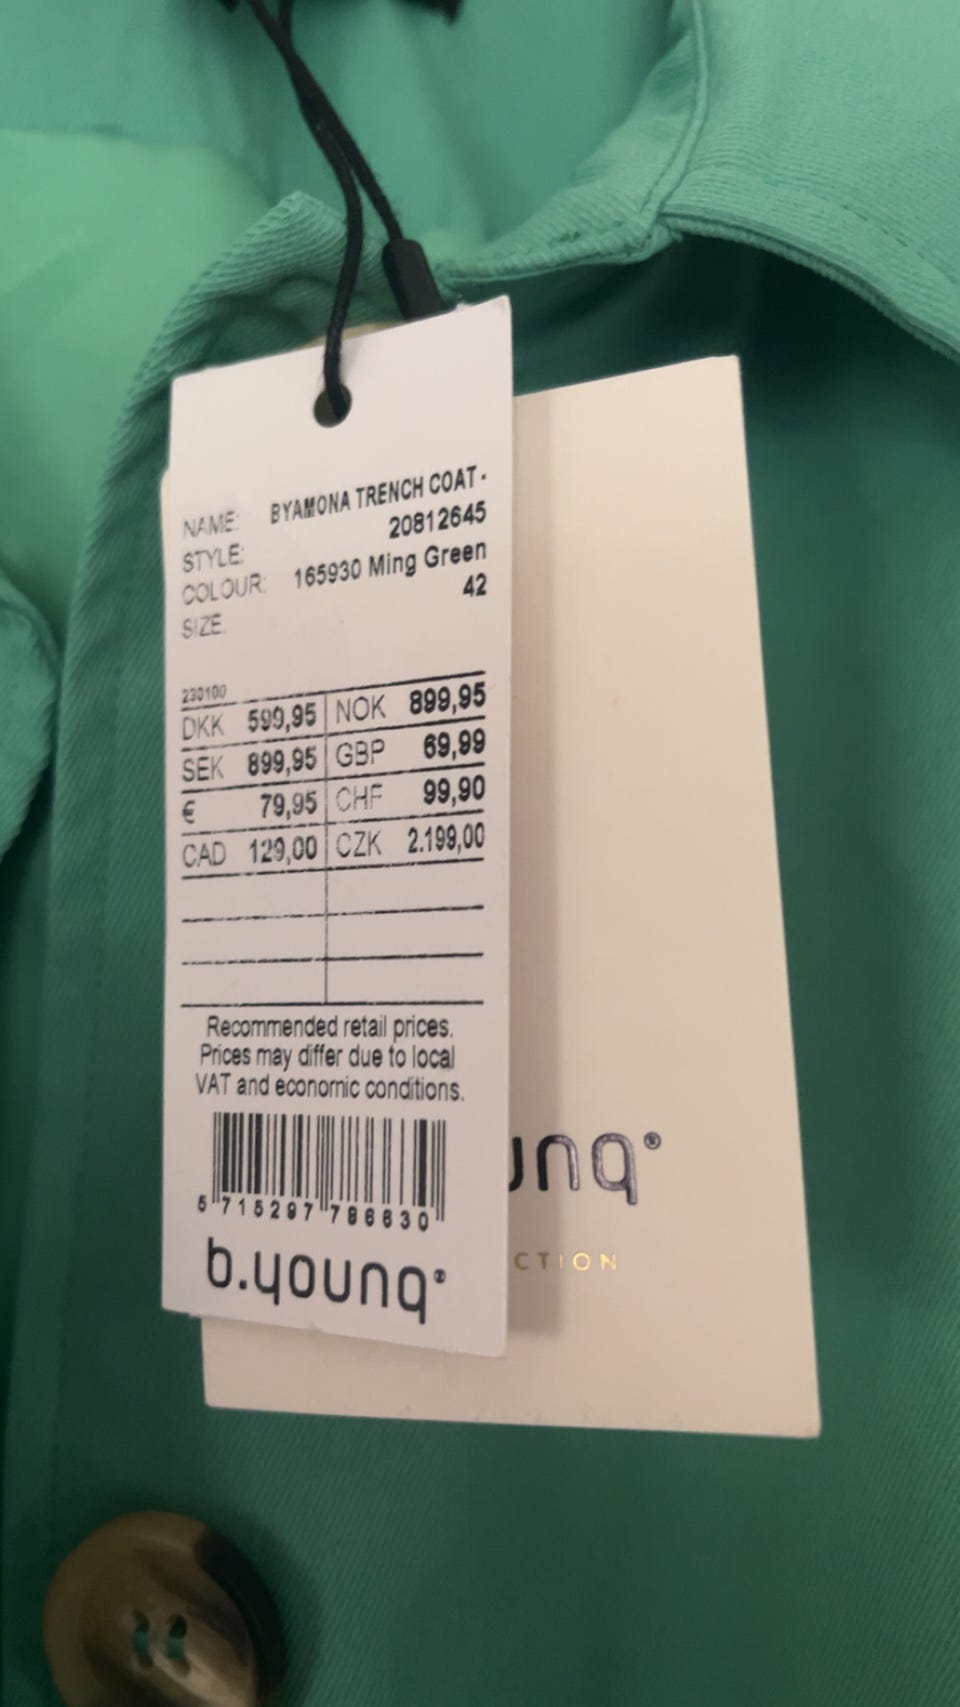 NAME: BYAMONA TRENCH COAT -
STYLE: 20812645
COLOUR: 165930 Ming Green
SIZE: 42
230100
DKK 599,95 NOK 899,95
SEK 899,95 GBP 69,99
€ 79,95 CHF 99,90
CAD 129,00 CZK 2.199,00
Recommended retail prices.
Prices may differ due to local
VAT and economic conditions.
5 715297 786630
b.young®
ung®
CTION